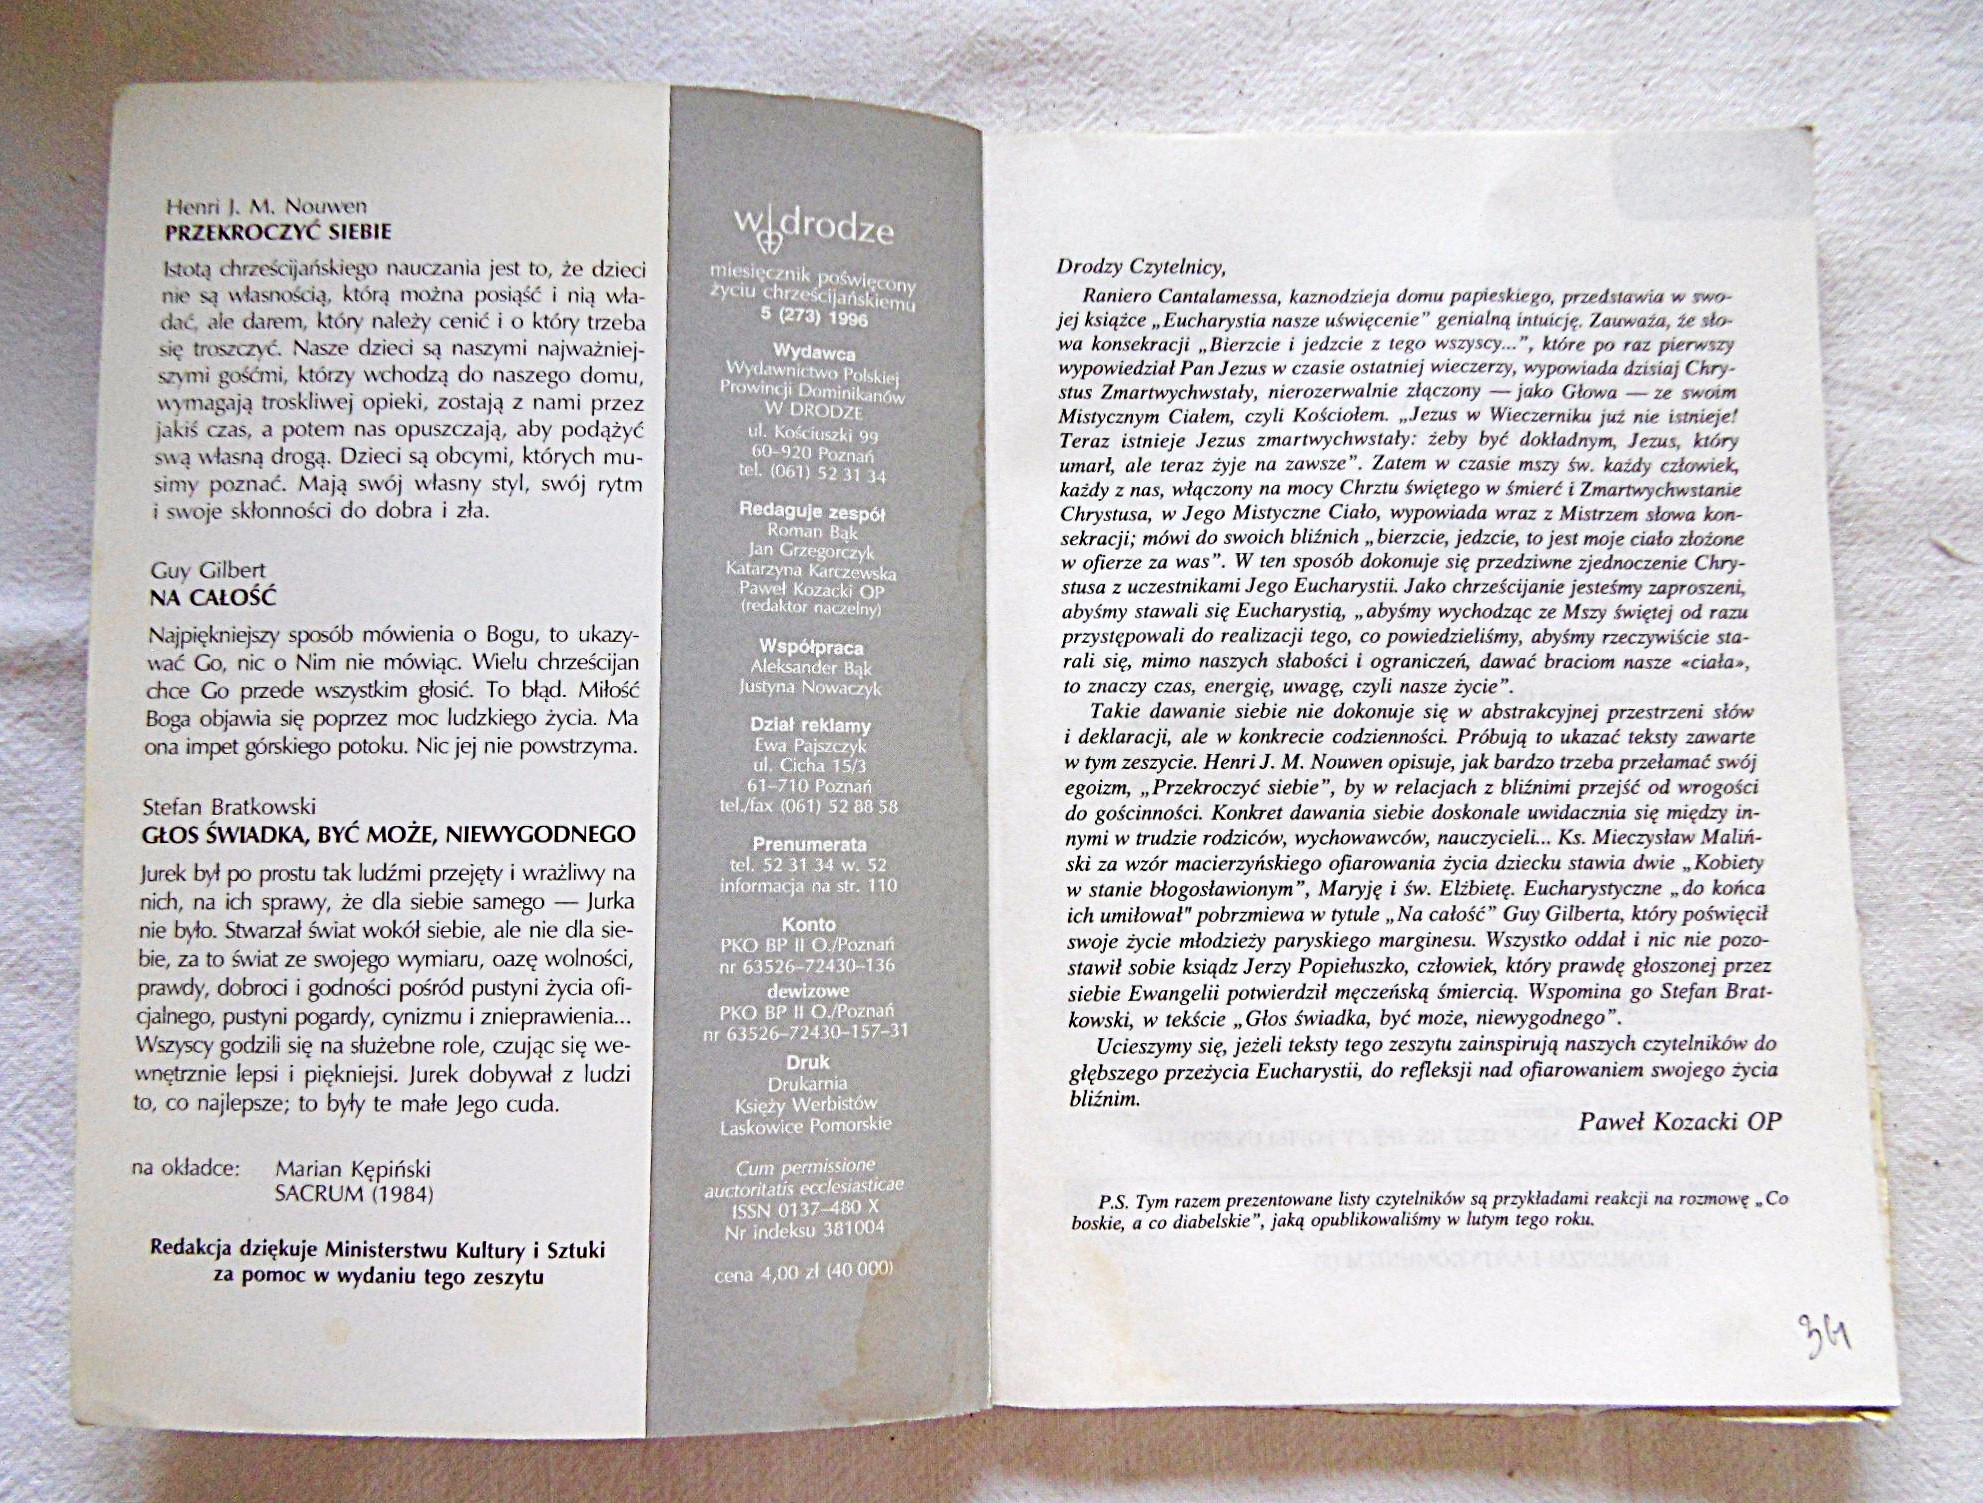 Henri J. M. Nouwen
PRZEKROCZYĆ SIEBIE
Istotą chrześcijańskiego nauczania jest to, że dzieci
nie są własnością, którą można posiąść i nią wła-
dać, ale darem, który należy cenić i o który trzeba
się troszczyć. Nasze dzieci są naszymi najważniej-
szymi gośćmi, którzy wchodzą do naszego domu,
wymagają troskliwej opieki, zostają z nami przez
jakiś czas, a potem nas opuszczają, aby podążyć
swą własną drogą. Dzieci są obcymi, których mu-
simy poznać. Mają swój własny styl, swój rytm
i swoje skłonności do dobra i zła.
Guy Gilbert
NA CAŁOŚĆ
Najpiękniejszy sposób mówienia o Bogu, to ukazy-
wać Go, nic o Nim nie mówiąc. Wielu chrześcijan
chce Go przede wszystkim głosić. To błąd. Miłość
Boga objawia się poprzez moc ludzkiego życia. Ma
ona impet górskiego potoku. Nic jej nie powstrzyma.
Stefan Bratkowski
GŁOS ŚWIADKA, BYĆ MOŻE, NIEWYGODNEGO
Jurek był po prostu tak ludźmi przejęty i wrażliwy na
nich, na ich sprawy, że dla siebie samego — Jurka
nie było. Stwarzał świat wokół siebie, ale nie dla sie-
bie, za to świat ze swojego wymiaru, oazę wolności,
prawdy, dobroci i godności pośród pustyni życia ofi-
cjalnego, pustyni pogardy, cynizmu i znieprawienia...
Wszyscy godzili się na służebne role, czując się we-
wnętrznie lepsi i piękniejsi. Jurek dobywał z ludzi
to, co najlepsze; to były te małe Jego cuda.
na okładce: Marian Kępiński
SACRUM (1984)
Redakcja dziękuje Ministerstwu Kultury i Sztuki
za pomoc w wydaniu tego zeszytu
w drodze
miesięcznik poświęcony
życiu chrześcijańskiemu
5 (273) 1996
Wydawca
Wydawnictwo Polskiej
Prowincji Dominikanów
W DRODZE
ul. Kościuszki 99
60-920 Poznań
tel. (061) 52 31 34
Redaguje zespół
Roman Bąk
Jan Grzegorczyk
Katarzyna Karczewska
Paweł Kozacki OP
(redaktor naczelny)
Współpraca
Aleksander Bąk
Justyna Nowaczyk
Dział reklamy
Ewa Pajszczyk
ul. Cicha 15/3
61-710 Poznań
tel./fax (061) 52 88 58
Prenumerata
tel. 52 31 34 w. 52
informacja na str. 110
Konto
PKO BP II O./Poznań
nr 63526-72430-136
dewizowe
PKO BP II O./Poznań
nr 63526-72430-157-31
Druk
Drukarnia
Księży Werbistów
Laskowice Pomorskie
Cum permissione
auctoritatis ecclesiasticae
ISSN 0137-480 X
Nr indeksu 381004
cena 4,00 zł (40 000)
Drodzy Czytelnicy,
Raniero Cantalamessa, kaznodzieja domu papieskiego, przedstawia w swo-
jej książce „Eucharystia nasze uświęcenie” genialną intuicję. Zauważa, że sło-
wa konsekracji „Bierzcie i jedzcie z tego wszyscy...”, które po raz pierwszy
wypowiedział Pan Jezus w czasie ostatniej wieczerzy, wypowiada dzisiaj Chry-
stus Zmartwychwstały, nierozerwalnie złączony — jako Głowa — ze swoim
Mistycznym Ciałem, czyli Kościołem. „Jezus w Wieczerniku już nie istnieje!
Teraz istnieje Jezus zmartwychwstały: żeby być dokładnym, Jezus, który
umarł, ale teraz żyje na zawsze”. Zatem w czasie mszy św. każdy człowiek,
każdy z nas, włączony na mocy Chrztu świętego w śmierć i Zmartwychwstanie
Chrystusa, w Jego Mistyczne Ciało, wypowiada wraz z Mistrzem słowa kon-
sekracji; mówi do swoich bliźnich „bierzcie, jedzcie, to jest moje ciało złożone
w ofierze za was”. W ten sposób dokonuje się przedziwne zjednoczenie Chry-
stusa z uczestnikami Jego Eucharystii. Jako chrześcijanie jesteśmy zaproszeni,
abyśmy stawali się Eucharystią, „abyśmy wychodząc ze Mszy świętej od razu
przystępowali do realizacji tego, co powiedzieliśmy, abyśmy rzeczywiście sta-
rali się, mimo naszych słabości i ograniczeń, dawać braciom nasze «ciała»,
to znaczy czas, energię, uwagę, czyli nasze życie”.
Takie dawanie siebie nie dokonuje się w abstrakcyjnej przestrzeni słów
i deklaracji, ale w konkrecie codzienności. Próbują to ukazać teksty zawarte
w tym zeszycie. Henri J. M. Nouwen opisuje, jak bardzo trzeba przełamać swój
egoizm, „Przekroczyć siebie”, by w relacjach z bliźnimi przejść od wrogości
do gościnności. Konkret dawania siebie doskonale uwidacznia się między in-
nymi w trudzie rodziców, wychowawców, nauczycieli... Ks. Mieczysław Maliń-
ski za wzór macierzyńskiego ofiarowania życia dziecku stawia dwie „Kobiety
w stanie błogosławionym”, Maryję i św. Elżbietę. Eucharystyczne „do końca
ich umiłował" pobrzmiewa w tytule „Na całość” Guy Gilberta, który poświęcił
swoje życie młodzieży paryskiego marginesu. Wszystko oddał i nic nie pozo-
stawił sobie ksiądz Jerzy Popiełuszko, człowiek, który prawdę głoszonej przez
siebie Ewangelii potwierdził męczeńską śmiercią. Wspomina go Stefan Brat-
kowski, w tekście „Głos świadka, być może, niewygodnego”.
Ucieszymy się, jeżeli teksty tego zeszytu zainspirują naszych czytelników do
głębszego przeżycia Eucharystii, do refleksji nad ofiarowaniem swojego życia
bliźnim.
Paweł Kozacki OP
P.S. Tym razem prezentowane listy czytelników są przykładami reakcji na rozmowę „Co
boskie, a co diabelskie”, jaką opublikowaliśmy w lutym tego roku.